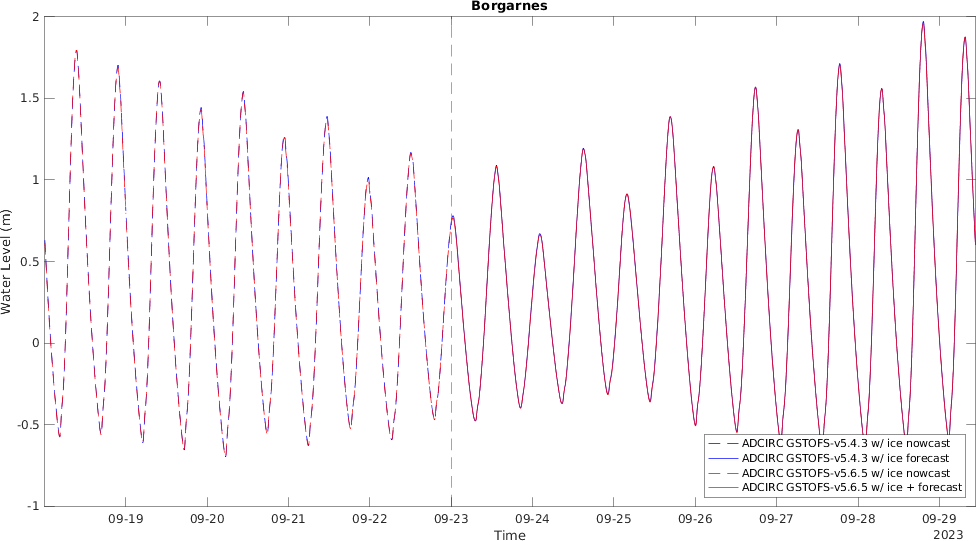 Borgarnes
2
1.5
1
0.5
0
-0.5
-1
Water Level (m)
09-19 09-20 09-21 09-22 09-23 09-24 09-25 09-26 09-27 09-28 09-29
Time
2023
ADCIRC GSTOFS-v5.4.3 w/ ice nowcast
ADCIRC GSTOFS-v5.4.3 w/ ice forecast
ADCIRC GSTOFS-v5.6.5 w/ ice nowcast
ADCIRC GSTOFS-v5.6.5 w/ ice + forecast